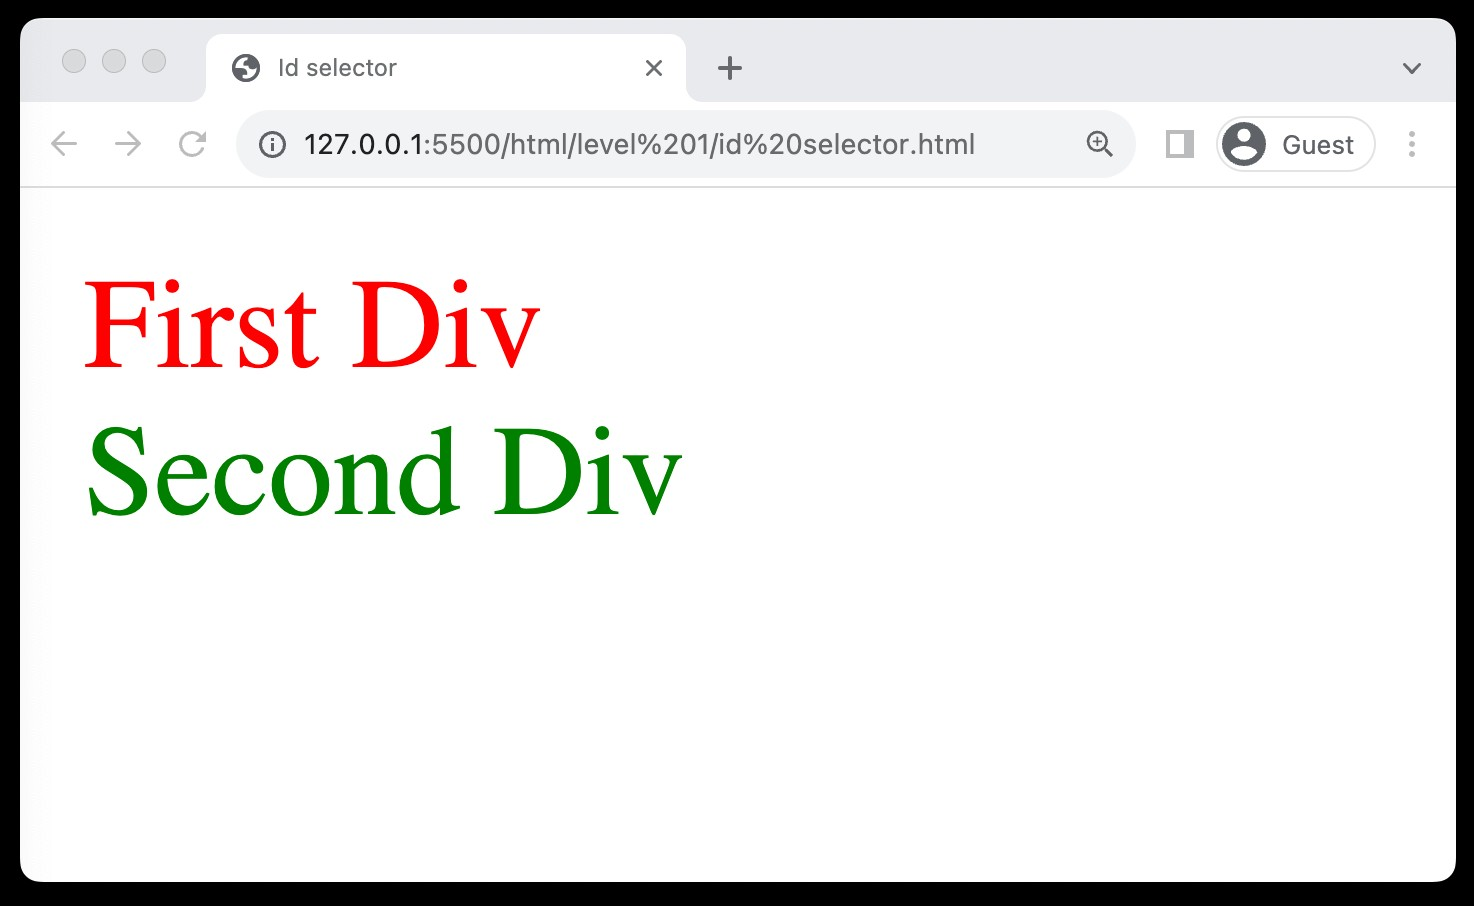 Id selector
127.0.0.1:5500/html/level%201/id%20selector.html
Guest
First Div
Second Div